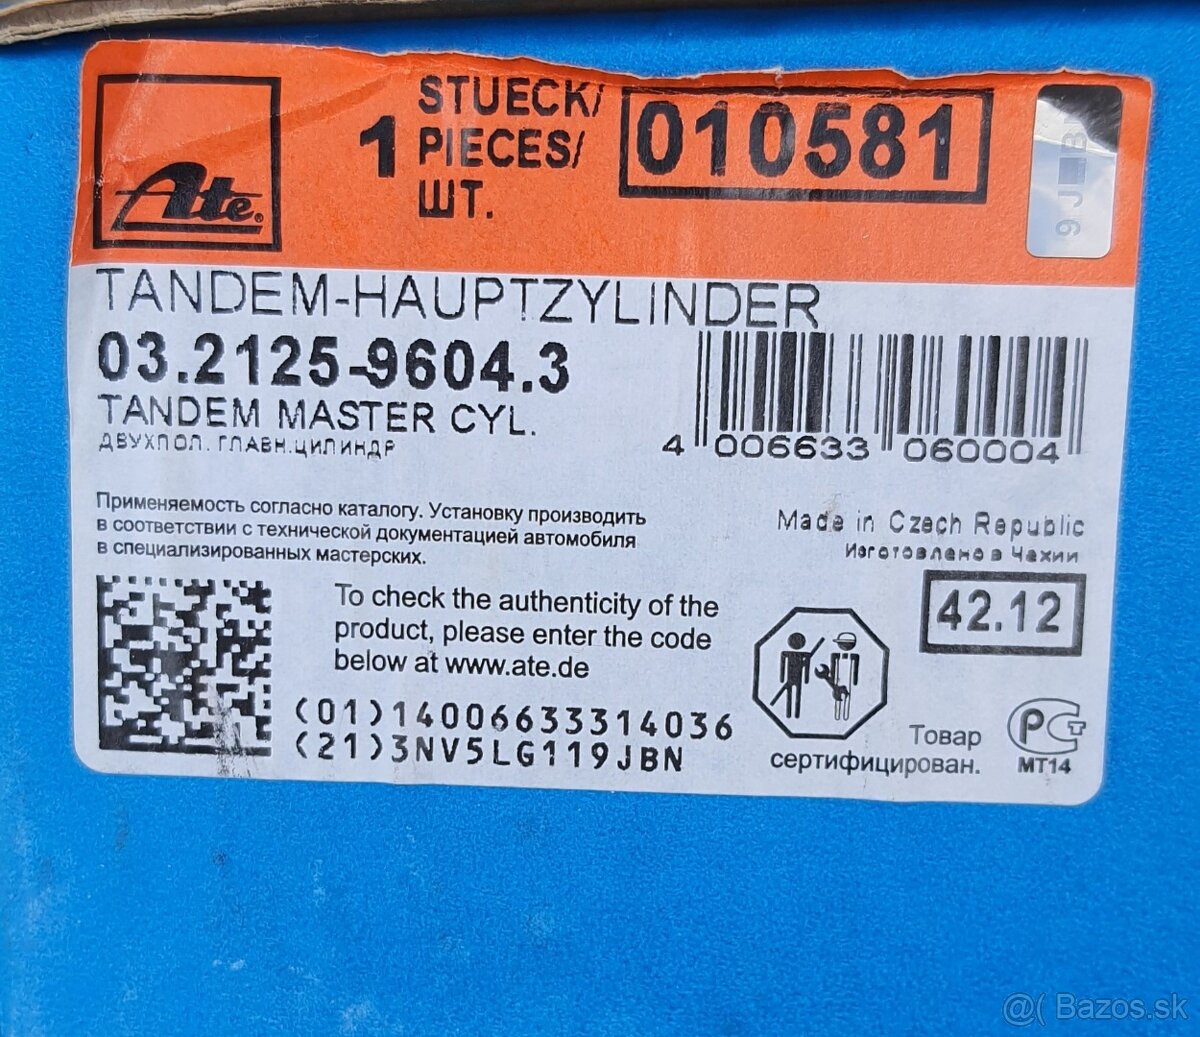 Ate®
1
STUECK/
PIECES/
ШТ.
010581
TANDEM-HAUPTZYLINDER
03.2125-9604.3
TANDEM MASTER CYL.
ДВУХПОЛ. ГЛАВН.ЦИЛИНДР
4 006633 060004
Применяемость согласно каталогу. Установку производить
в соответствии с технической документацией автомобиля
в специализированных мастерских.
Made in Czech Republic
Изготовлено в Чехии
42.12
To check the authenticity of the
product, please enter the code
below at www.ate.de
(01)14006633314036
(21)3NV5LG119JBN
Товар
сертифицирован.
РСТ
МТ14
@( Bazos.sk